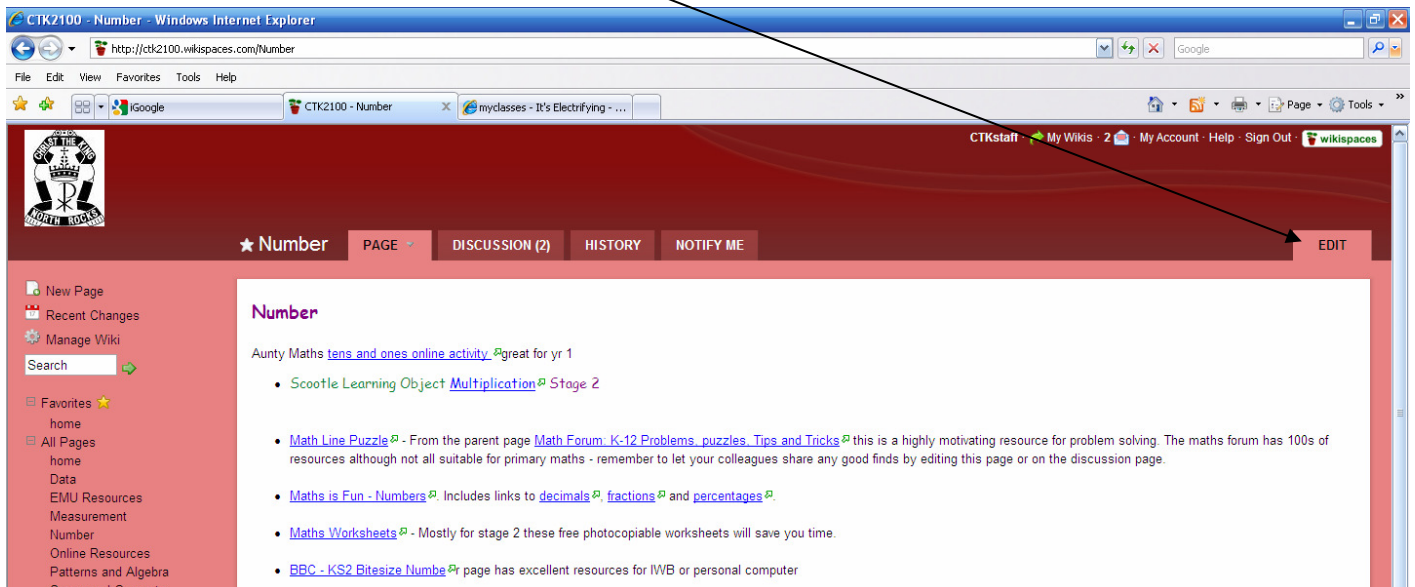 CTK2100 - Number - Windows Internet Explorer
http://ctk2100.wikispaces.com/Number
Google
File Edit View Favorites Tools Help
iGoogle
CTK2100 - Number
myclasses - It's Electrifying - ...
Page
Tools
»
CHRIST THE KING
NORTH ROCKS
CTKstaff · My Wikis · 2 · My Account · Help · Sign Out · wikispaces
Number
PAGE
DISCUSSION (2)
HISTORY
NOTIFY ME
EDIT
New Page
Recent Changes
Manage Wiki
Search
Favorites
home
All Pages
home
Data
EMU Resources
Measurement
Number
Online Resources
Patterns and Algebra
Number
Aunty Maths tens and ones online activity great for yr 1
• Scootle Learning Object Multiplication Stage 2
• Math Line Puzzle - From the parent page Math Forum: K-12 Problems, puzzles, Tips and Tricks this is a highly motivating resource for problem solving. The maths forum has 100s of
resources although not all suitable for primary maths - remember to let your colleagues share any good finds by editing this page or on the discussion page.
• Maths is Fun - Numbers. Includes links to decimals, fractions and percentages.
• Maths Worksheets - Mostly for stage 2 these free photocopiable worksheets will save you time.
• BBC - KS2 Bitesize Number page has excellent resources for IWB or personal computer